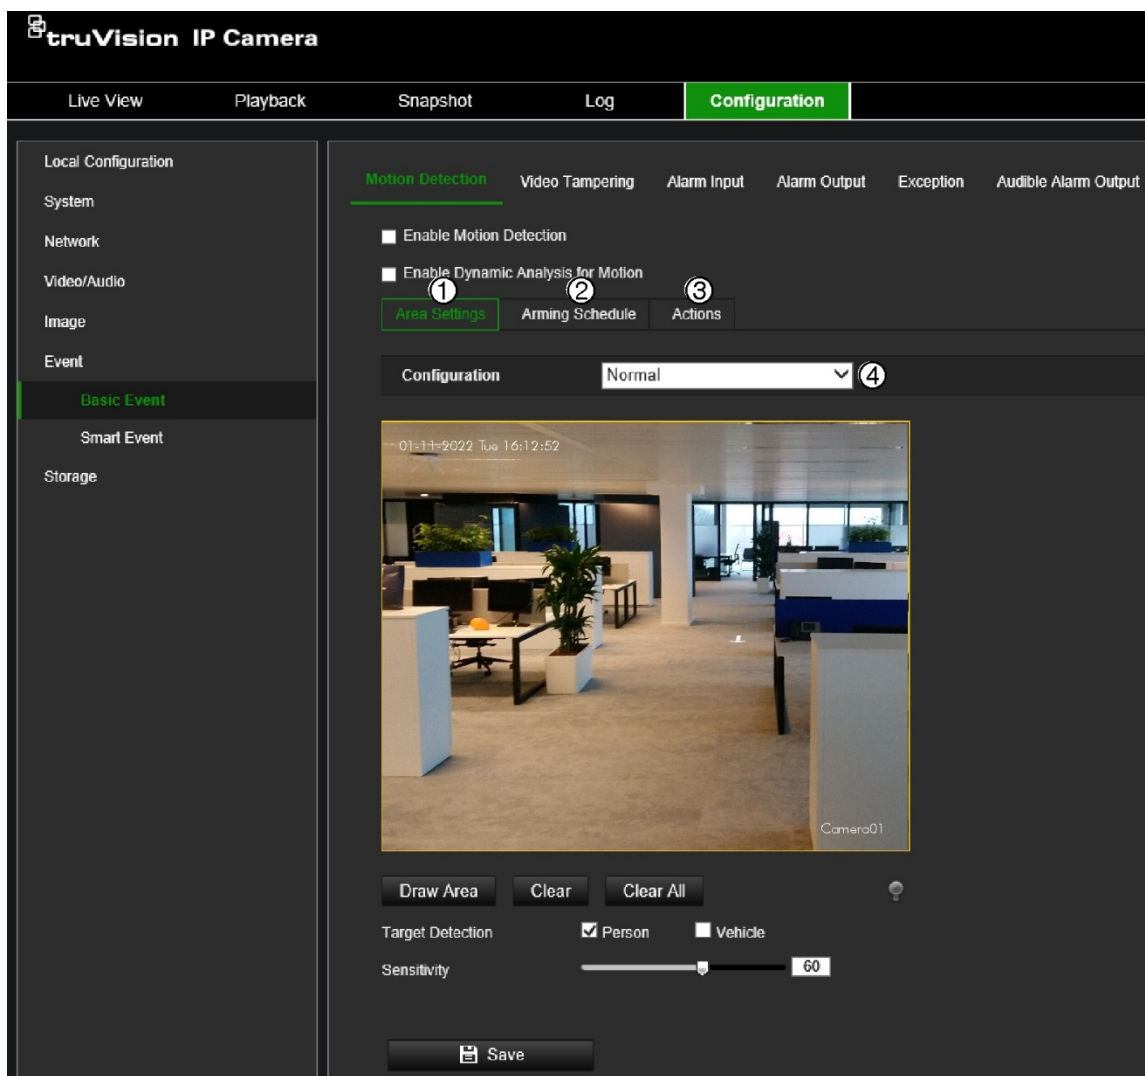 truVision IP Camera
Live View Playback Snapshot Log Configuration
Local Configuration
System
Network
Video/Audio
Image
Event
Basic Event
Smart Event
Storage
Motion Detection Video Tampering Alarm Input Alarm Output Exception Audible Alarm Output
Enable Motion Detection
Enable Dynamic Analysis for Motion
① ② ③
Area Settings Arming Schedule Actions
Configuration Normal ④
01-11-2022 Tue 16:12:52
Camera01
Draw Area Clear Clear All
Target Detection Person Vehicle
Sensitivity 60
Save